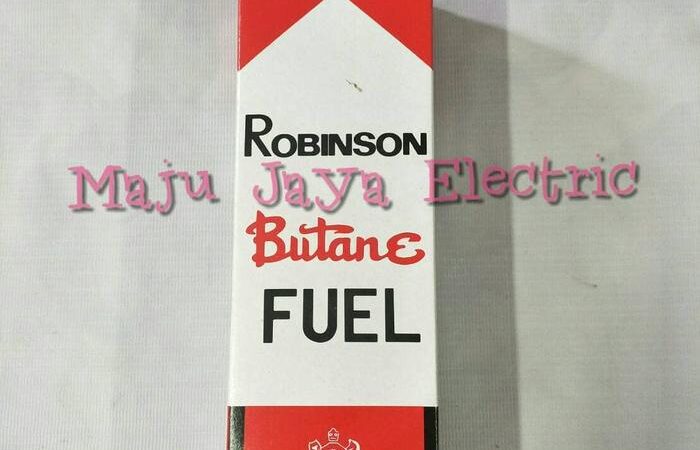 ROBINSON
Maju Jaya Electric
Butane
FUEL